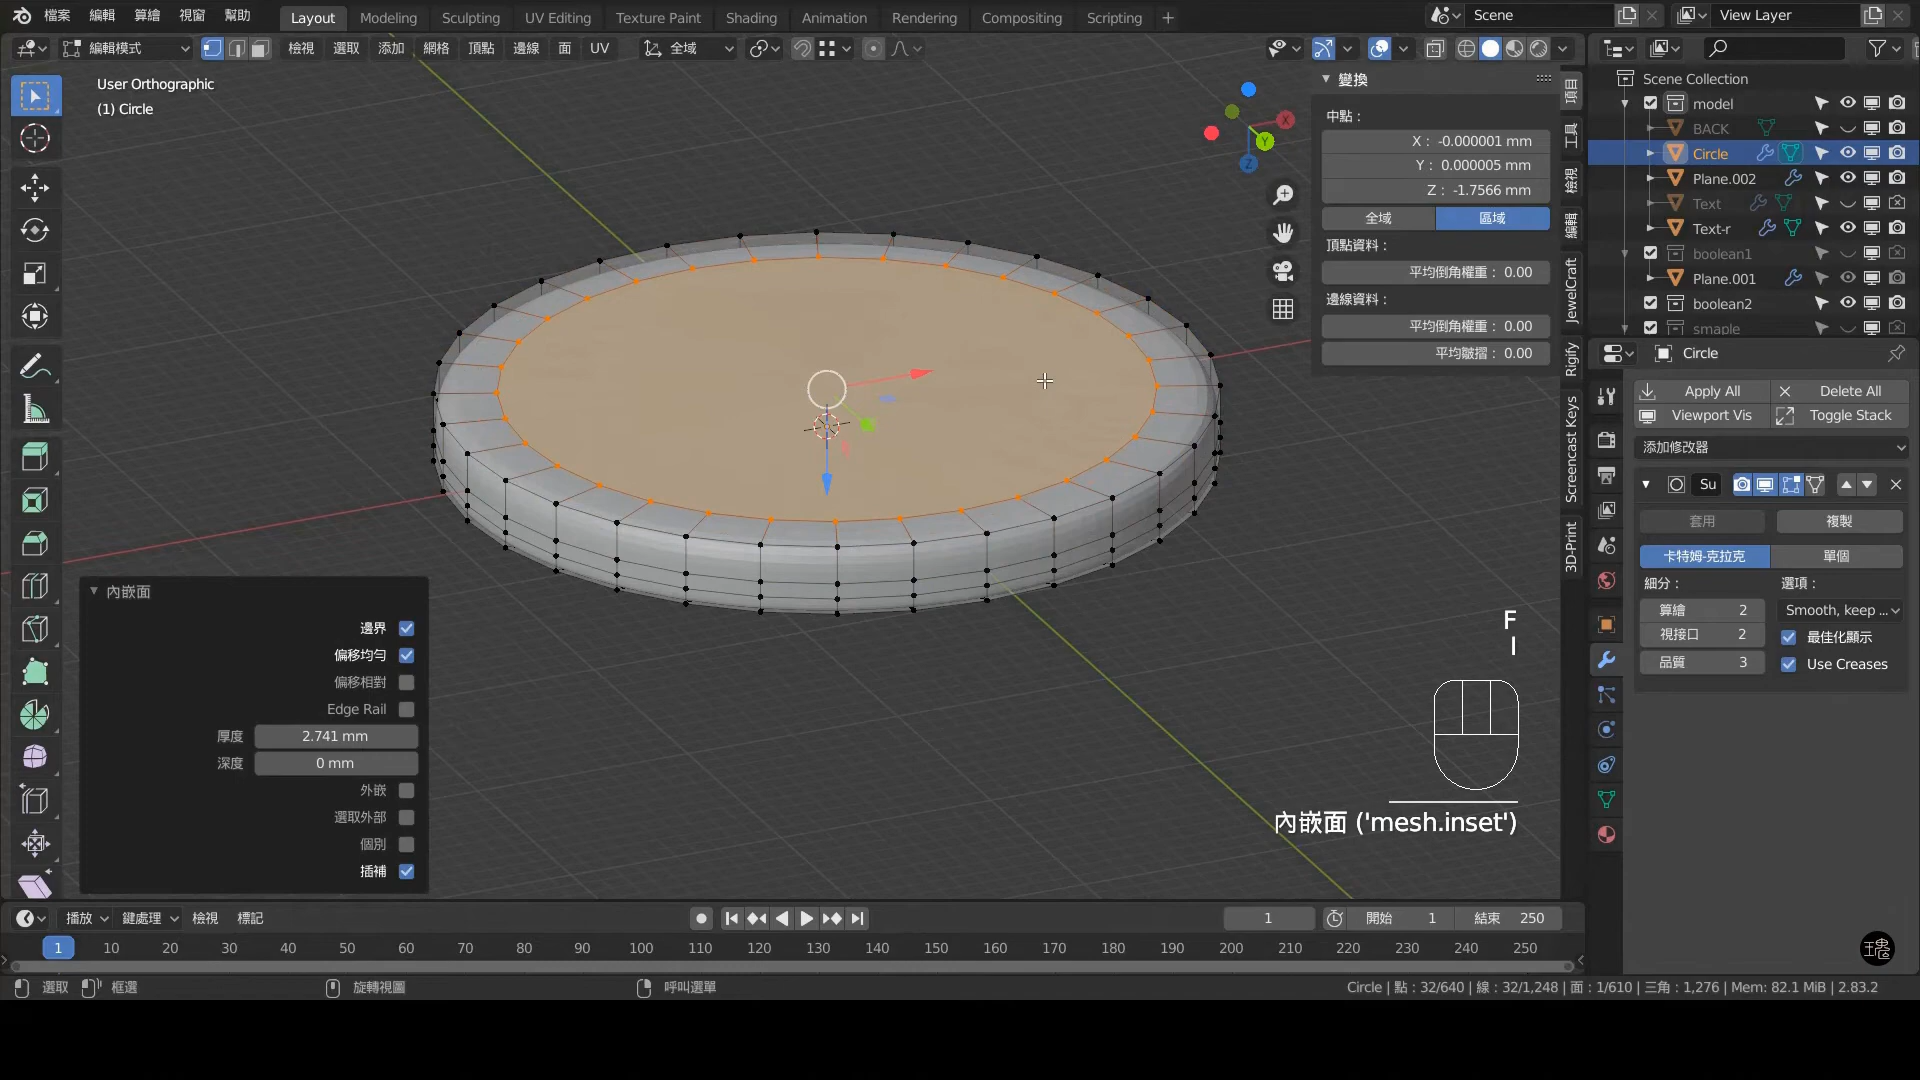 檔案 編輯 算繪 視窗 幫助 Layout Modeling Sculpting UV Editing Texture Paint Shading Animation Rendering Compositing Scripting + Scene View Layer
編輯模式 檢視 選取 添加 網格 頂點 邊線 面 UV 全域
User Orthographic
(1) Circle
變換
中點：
X： -0.000001 mm
Y： 0.000005 mm
Z： -1.7566 mm
全域 區域
頂點資料：
平均倒角權重： 0.00
邊線資料：
平均倒角權重： 0.00
平均皺摺： 0.00
項目
工具
檢視
編輯
JewelCraft
Rigify
Screencast Keys
3D-Print
X
Y
Z
Scene Collection
model
BACK
Circle
Plane.002
Text
Text-r
boolean1
Plane.001
boolean2
smaple
Circle
Apply All Delete All
Viewport Vis Toggle Stack
添加修改器
Su
套用 複製
卡特姆-克拉克 單個
細分： 選項：
算繪 2 Smooth, keep ...
視接口 2 最佳化顯示
品質 3 Use Creases
內嵌面
邊界
偏移均勻
偏移相對
Edge Rail
厚度 2.741 mm
深度 0 mm
外嵌
選取外部
個別
插補
F
I
內嵌面 ('mesh.inset')
播放 鍵處理 檢視 標記 1 開始 1 結束 250
1 10 20 30 40 50 60 70 80 90 100 110 120 130 140 150 160 170 180 190 200 210 220 230 240 250
選取 框選 旋轉視圖 呼叫選單 Circle | 點：32/640 | 線：32/1,248 | 面：1/610 | 三角：1,276 | Mem: 82.1 MiB | 2.83.2